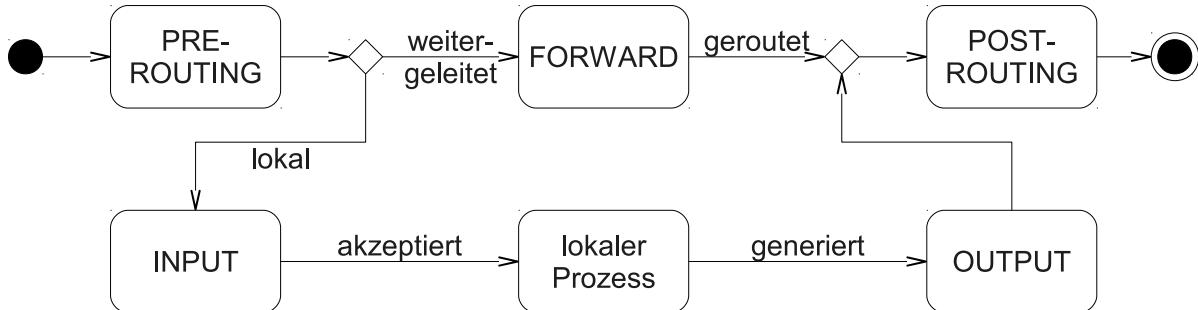 PRE-
ROUTING
weiter-
geleitet
FORWARD
geroutet
POST-
ROUTING
lokal
INPUT
akzeptiert
lokaler
Prozess
generiert
OUTPUT